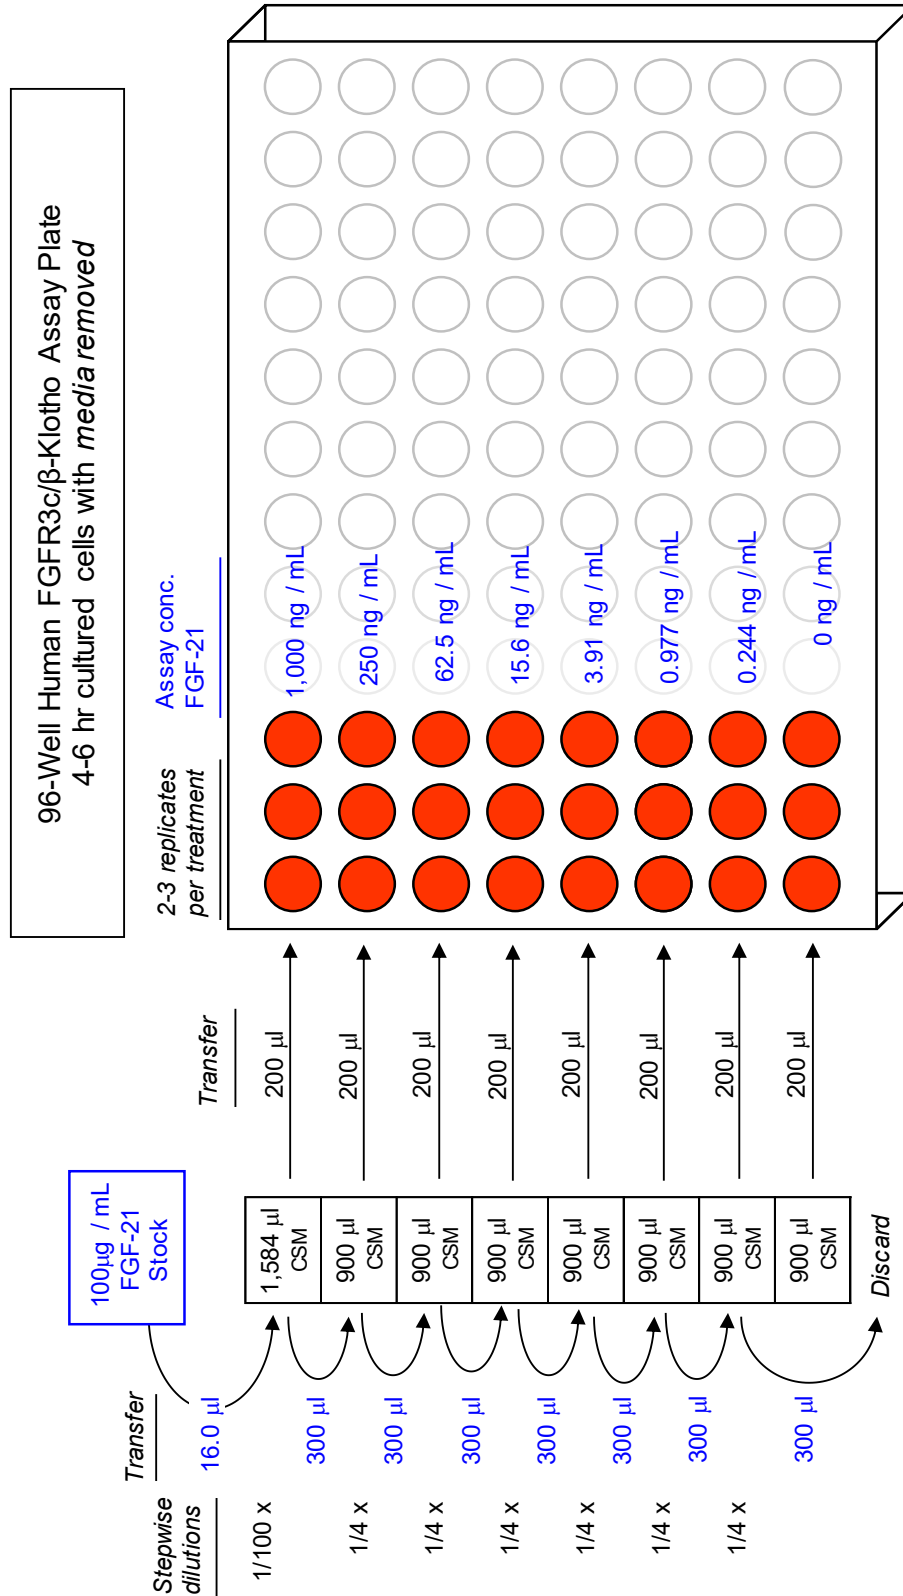 96-Well Human FGFR3c/β-Klotho Assay Plate
4-6 hr cultured cells with media removed
Stepwise
dilutions
Transfer
100µg / mL
FGF-21
Stock
Transfer
2-3 replicates
per treatment
Assay conc.
FGF-21
1/100 x
16.0 µl
1,584 µl
CSM
200 µl
1,000 ng / mL
1/4 x
300 µl
900 µl
CSM
200 µl
250 ng / mL
1/4 x
300 µl
900 µl
CSM
200 µl
62.5 ng / mL
1/4 x
300 µl
900 µl
CSM
200 µl
15.6 ng / mL
1/4 x
300 µl
900 µl
CSM
200 µl
3.91 ng / mL
1/4 x
300 µl
900 µl
CSM
200 µl
0.977 ng / mL
1/4 x
300 µl
900 µl
CSM
200 µl
0.244 ng / mL
300 µl
900 µl
CSM
200 µl
0 ng / mL
Discard